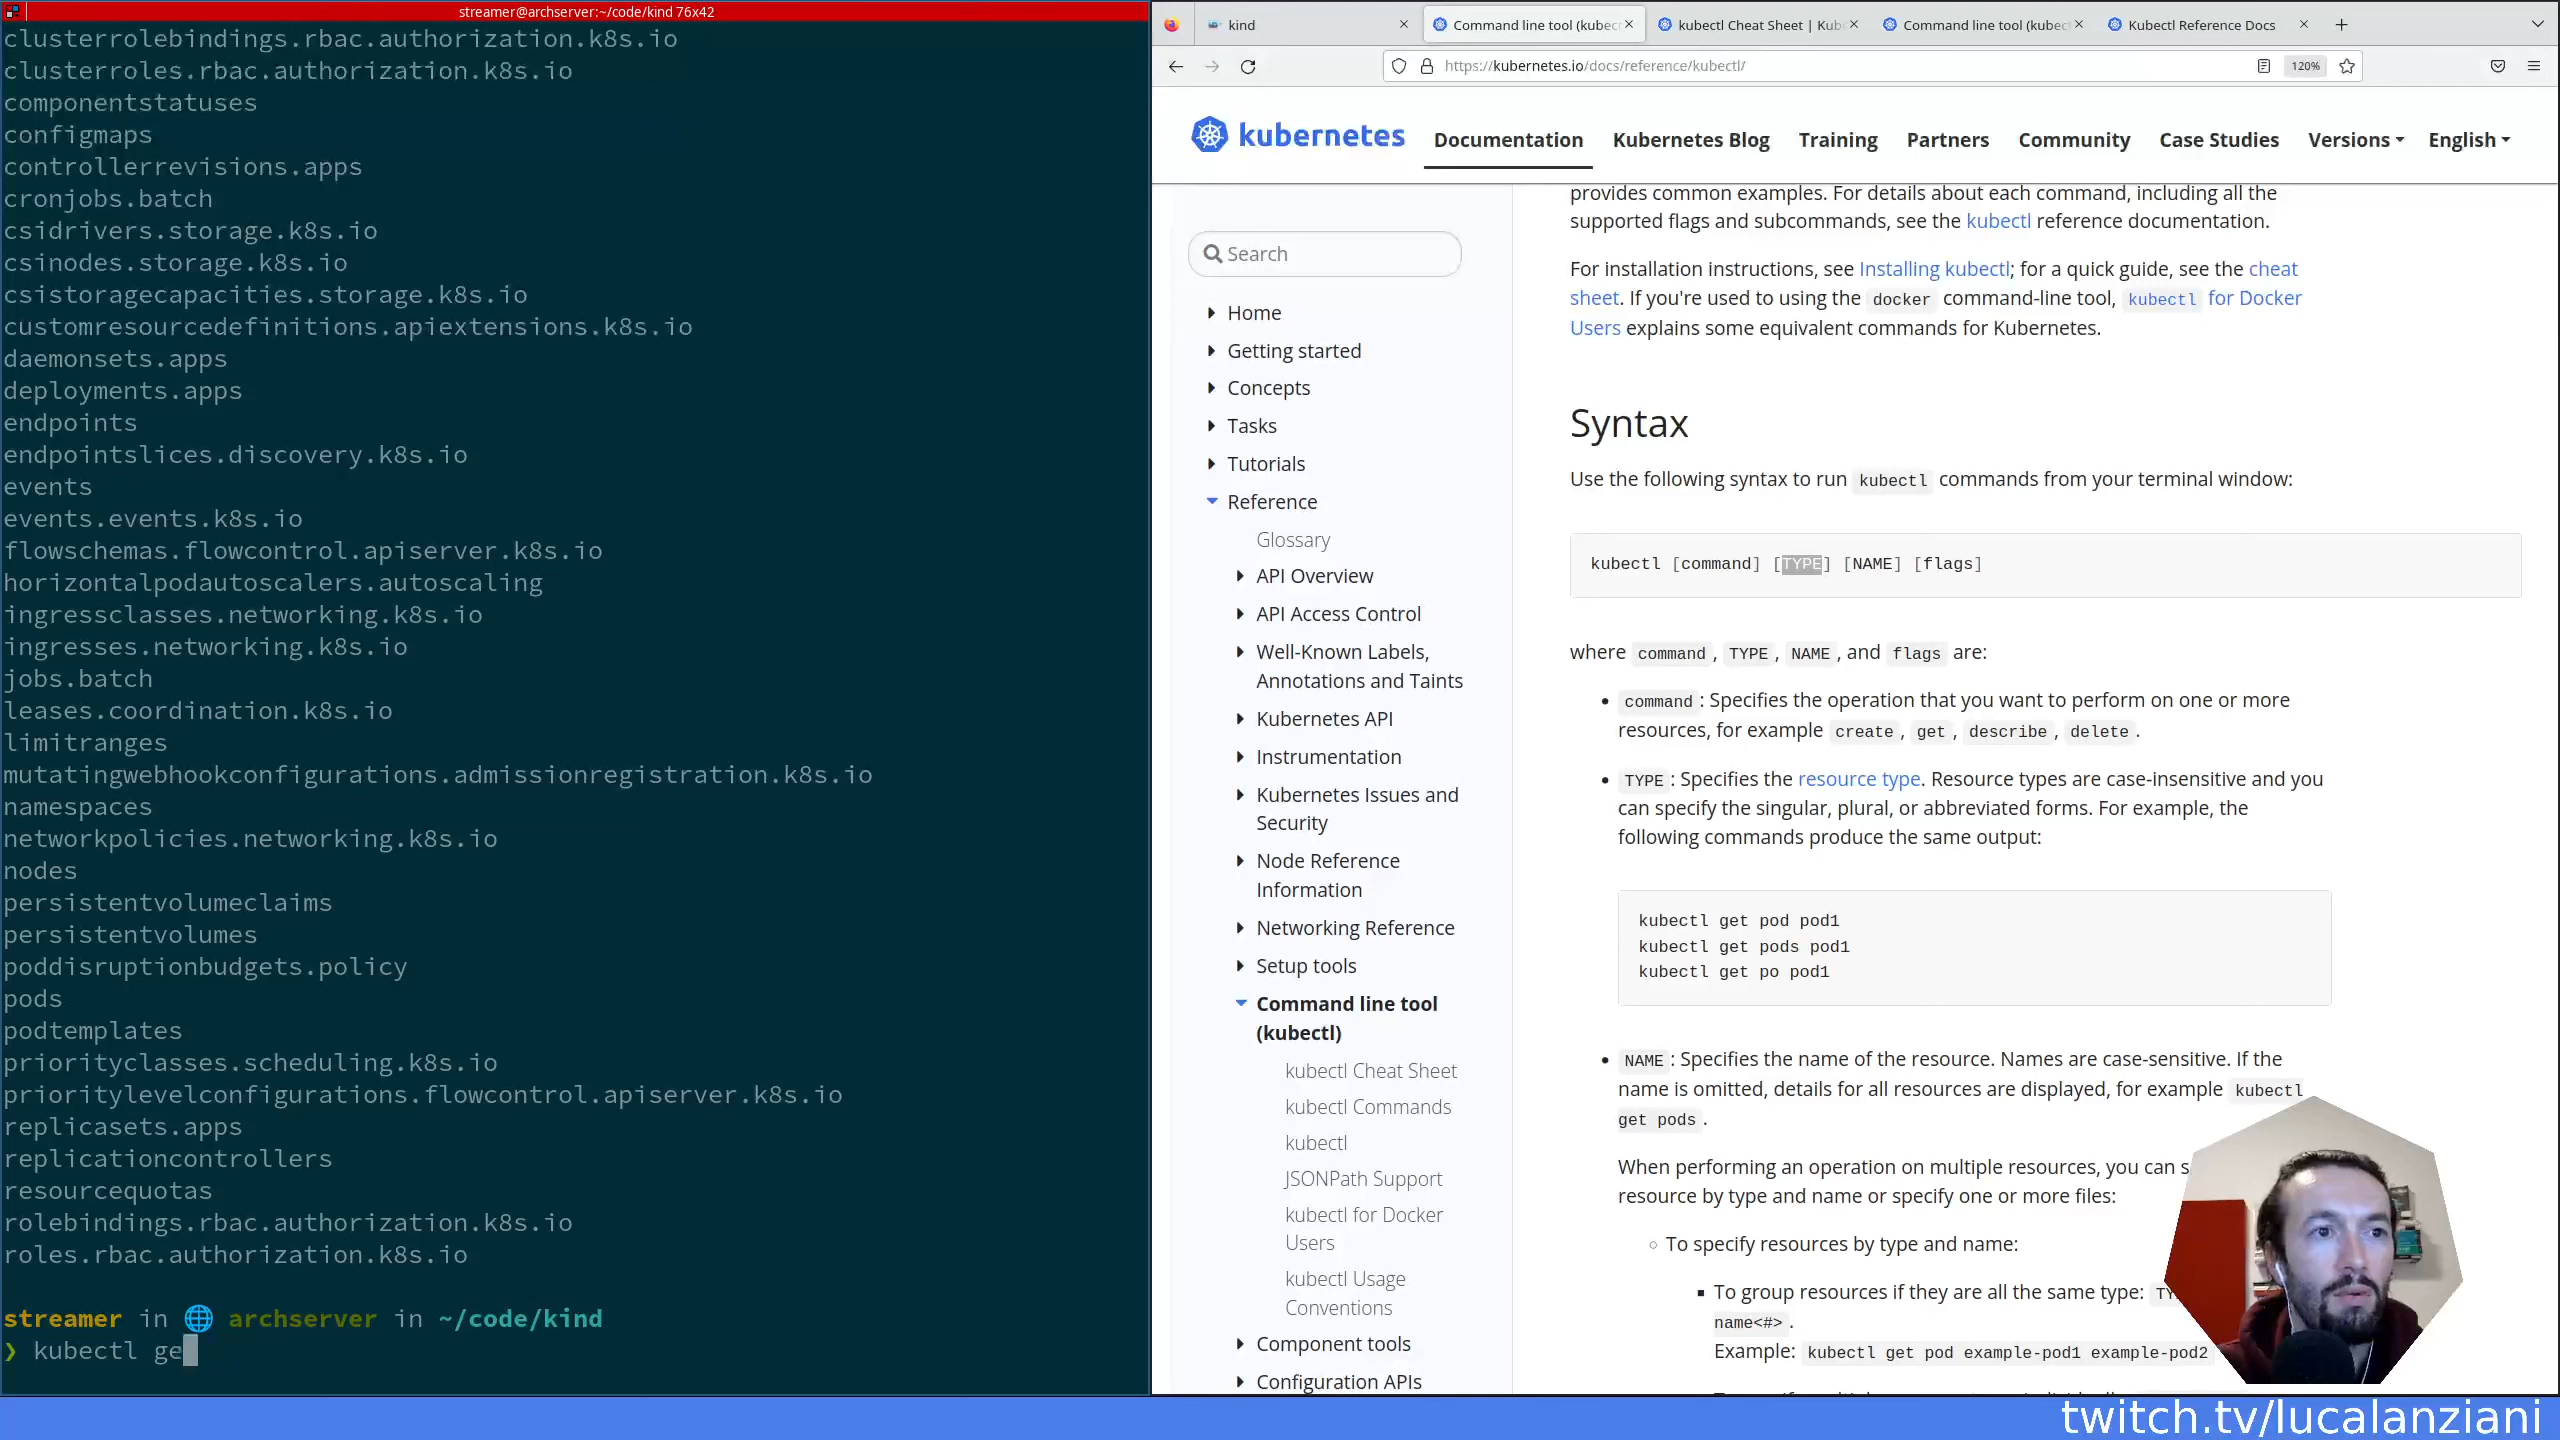 streamer@archserver:~/code/kind 76x42
clusterrolebindings.rbac.authorization.k8s.io
clusterroles.rbac.authorization.k8s.io
componentstatuses
configmaps
controllerrevisions.apps
cronjobs.batch
csidrivers.storage.k8s.io
csinodes.storage.k8s.io
csistoragecapacities.storage.k8s.io
customresourcedefinitions.apiextensions.k8s.io
daemonsets.apps
deployments.apps
endpoints
endpointslices.discovery.k8s.io
events
events.events.k8s.io
flowschemas.flowcontrol.apiserver.k8s.io
horizontalpodautoscalers.autoscaling
ingressclasses.networking.k8s.io
ingresses.networking.k8s.io
jobs.batch
leases.coordination.k8s.io
limitranges
mutatingwebhookconfigurations.admissionregistration.k8s.io
namespaces
networkpolicies.networking.k8s.io
nodes
persistentvolumeclaims
persistentvolumes
poddisruptionbudgets.policy
pods
podtemplates
priorityclasses.scheduling.k8s.io
prioritylevelconfigurations.flowcontrol.apiserver.k8s.io
replicasets.apps
replicationcontrollers
resourcequotas
rolebindings.rbac.authorization.k8s.io
roles.rbac.authorization.k8s.io
streamer in 🌐 archserver in ~/code/kind
❯ kubectl ge
kind
Command line tool (kubec
kubectl Cheat Sheet | Kub
Command line tool (kubec
Kubectl Reference Docs
https://kubernetes.io/docs/reference/kubectl/
120%
kubernetes
Documentation
Kubernetes Blog
Training
Partners
Community
Case Studies
Versions
English
Search
Home
Getting started
Concepts
Tasks
Tutorials
Reference
Glossary
API Overview
API Access Control
Well-Known Labels,
Annotations and Taints
Kubernetes API
Instrumentation
Kubernetes Issues and
Security
Node Reference
Information
Networking Reference
Setup tools
Command line tool
(kubectl)
kubectl Cheat Sheet
kubectl Commands
kubectl
JSONPath Support
kubectl for Docker
Users
kubectl Usage
Conventions
Component tools
Configuration APIs
provides common examples. For details about each command, including all the
supported flags and subcommands, see the kubectl reference documentation.
For installation instructions, see Installing kubectl; for a quick guide, see the cheat
sheet. If you're used to using the docker command-line tool, kubectl for Docker
Users explains some equivalent commands for Kubernetes.
Syntax
Use the following syntax to run kubectl commands from your terminal window:
kubectl [command] [TYPE] [NAME] [flags]
where command, TYPE, NAME, and flags are:
• command: Specifies the operation that you want to perform on one or more
resources, for example create, get, describe, delete.
• TYPE: Specifies the resource type. Resource types are case-insensitive and you
can specify the singular, plural, or abbreviated forms. For example, the
following commands produce the same output:
kubectl get pod pod1
kubectl get pods pod1
kubectl get po pod1
• NAME: Specifies the name of the resource. Names are case-sensitive. If the
name is omitted, details for all resources are displayed, for example kubectl
get pods.
When performing an operation on multiple resources, you can s
resource by type and name or specify one or more files:
○ To specify resources by type and name:
▪ To group resources if they are all the same type: TY
name<#>.
Example: kubectl get pod example-pod1 example-pod2
twitch.tv/lucalanziani